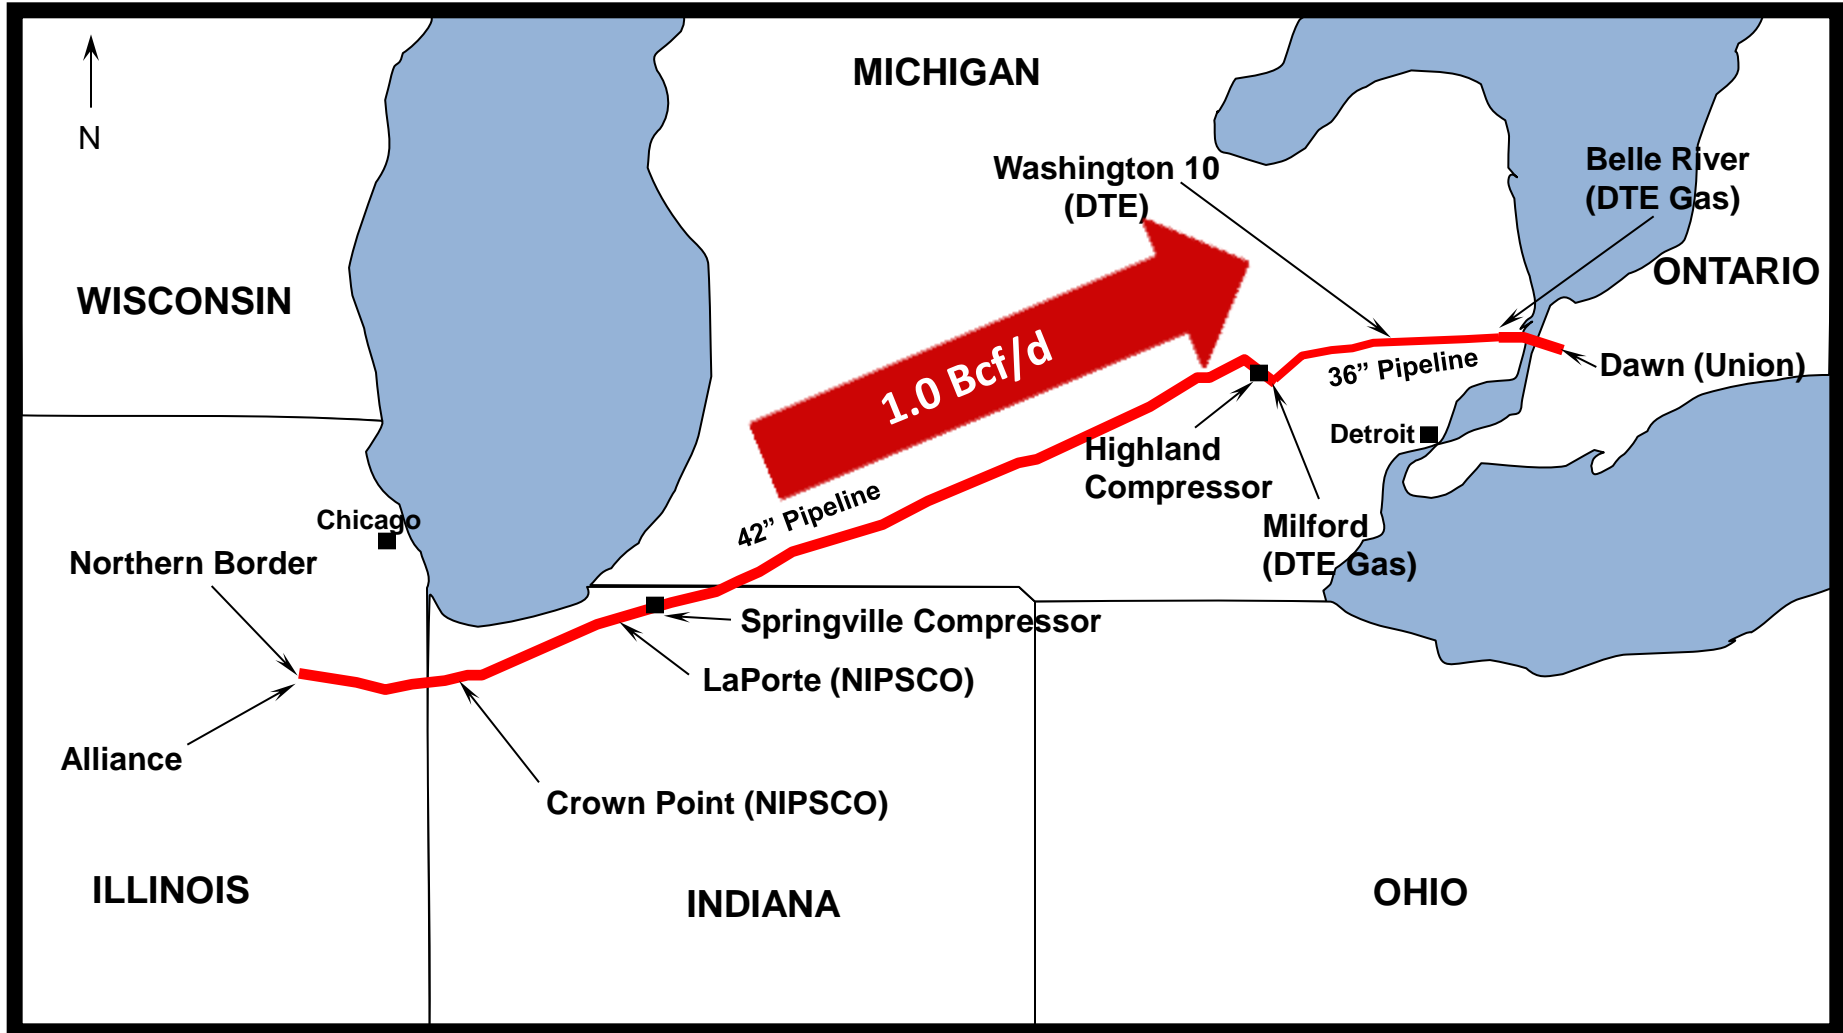 MICHIGAN
N
Washington 10
(DTE)
Belle River
(DTE Gas)
WISCONSIN
ONTARIO
1.0 Bcf/d
36” Pipeline
Dawn (Union)
Detroit
Highland
Compressor
42” Pipeline
Chicago
Milford
(DTE Gas)
Northern Border
Springville Compressor
LaPorte (NIPSCO)
Alliance
Crown Point (NIPSCO)
ILLINOIS
INDIANA
OHIO